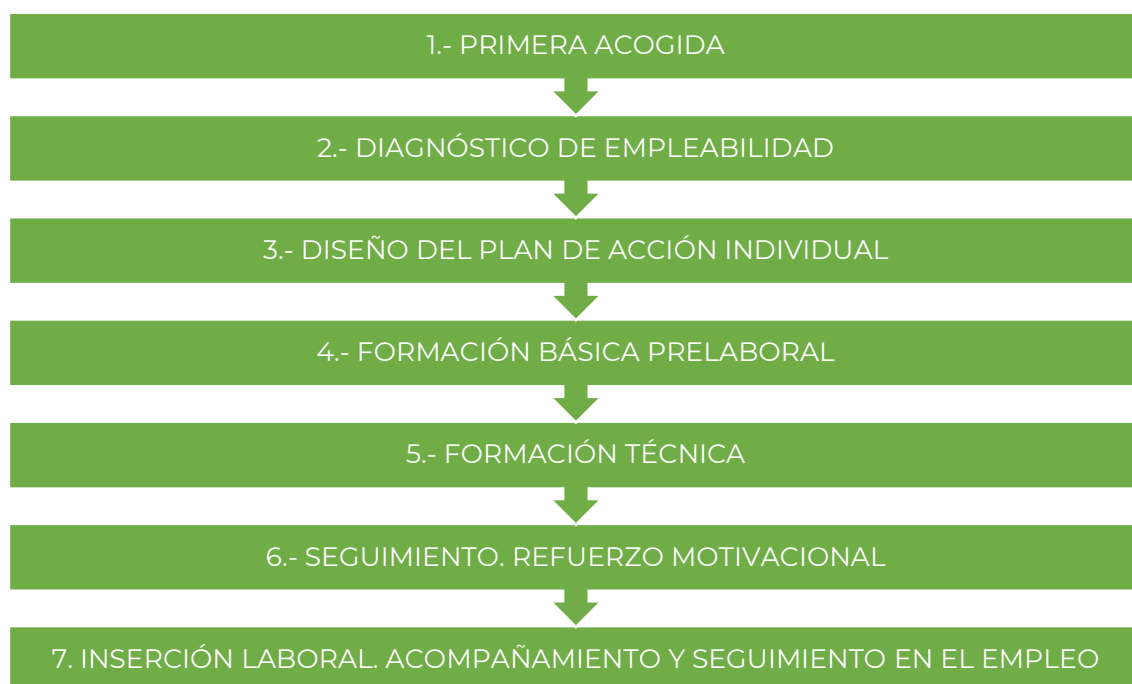 1.- PRIMERA ACOGIDA
2.- DIAGNÓSTICO DE EMPLEABILIDAD
3.- DISEÑO DEL PLAN DE ACCIÓN INDIVIDUAL
4.- FORMACIÓN BÁSICA PRELABORAL
5.- FORMACIÓN TÉCNICA
6.- SEGUIMIENTO. REFUERZO MOTIVACIONAL
7. INSERCIÓN LABORAL. ACOMPAÑAMIENTO Y SEGUIMIENTO EN EL EMPLEO